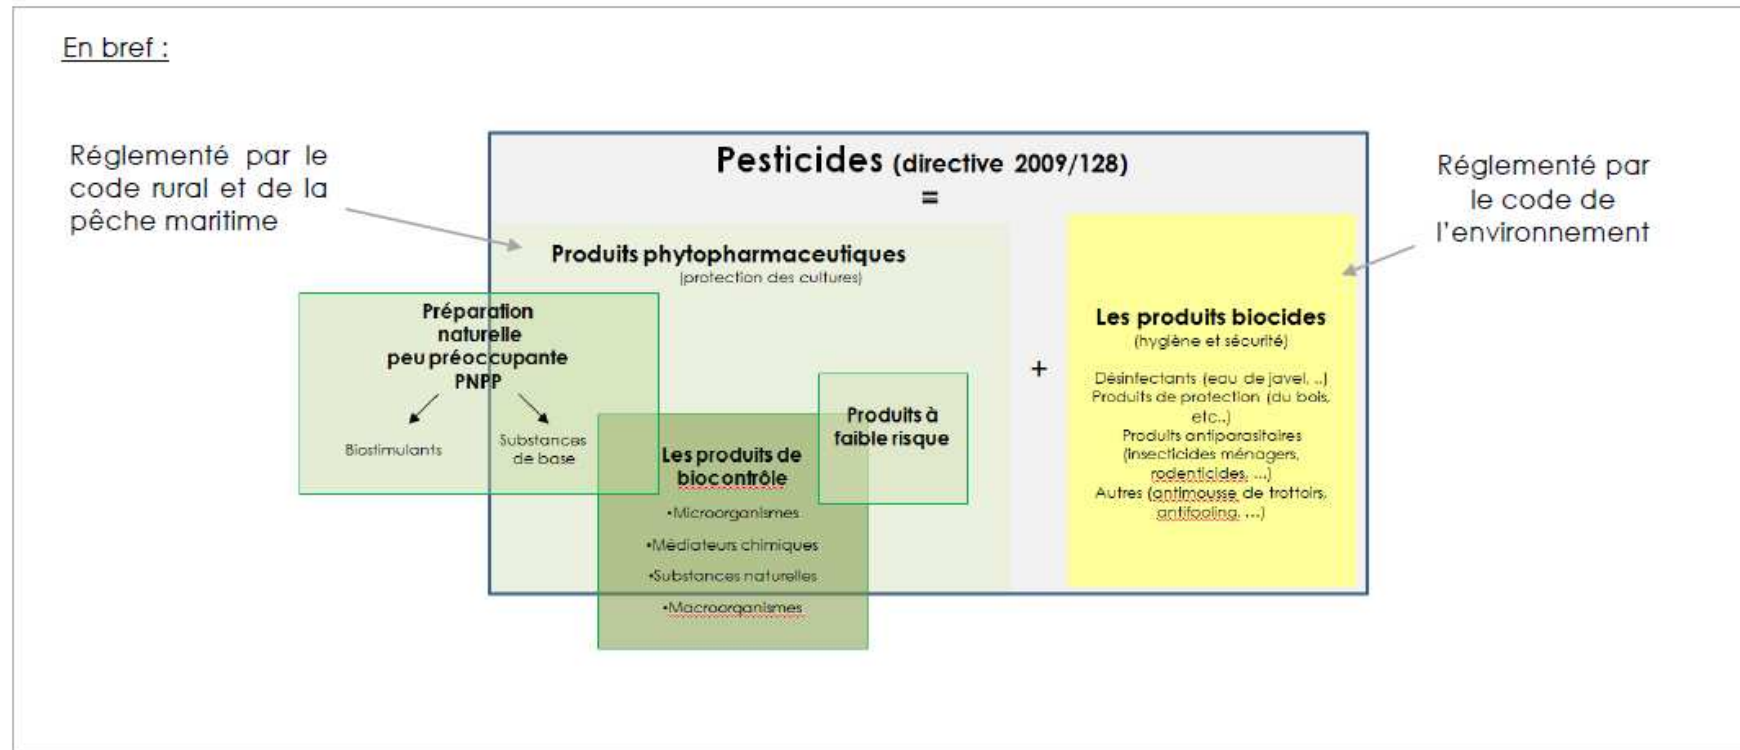 En bref :
Réglementé par le
code rural et de la
pêche maritime
Pesticides (directive 2009/128)
=
Réglementé par
le code de
l'environnement
Produits phytopharmaceutiques
(protection des cultures)
Préparation
naturelle
peu préoccupante
PNPP
Biostimulants
Substances
de base
Les produits de
biocontrôle
•Microorganismes
•Médiateurs chimiques
•Substances naturelles
•Macroorganismes
Produits à
faible risque
+
Les produits biocides
(hygiène et sécurité)
Désinfectants (eau de javel, ..)
Produits de protection (du bois,
etc..)
Produits antiparasitaires
(insecticides ménagers,
rodenticides, ...)
Autres (antimousse de trottoirs,
antifooling, ...)